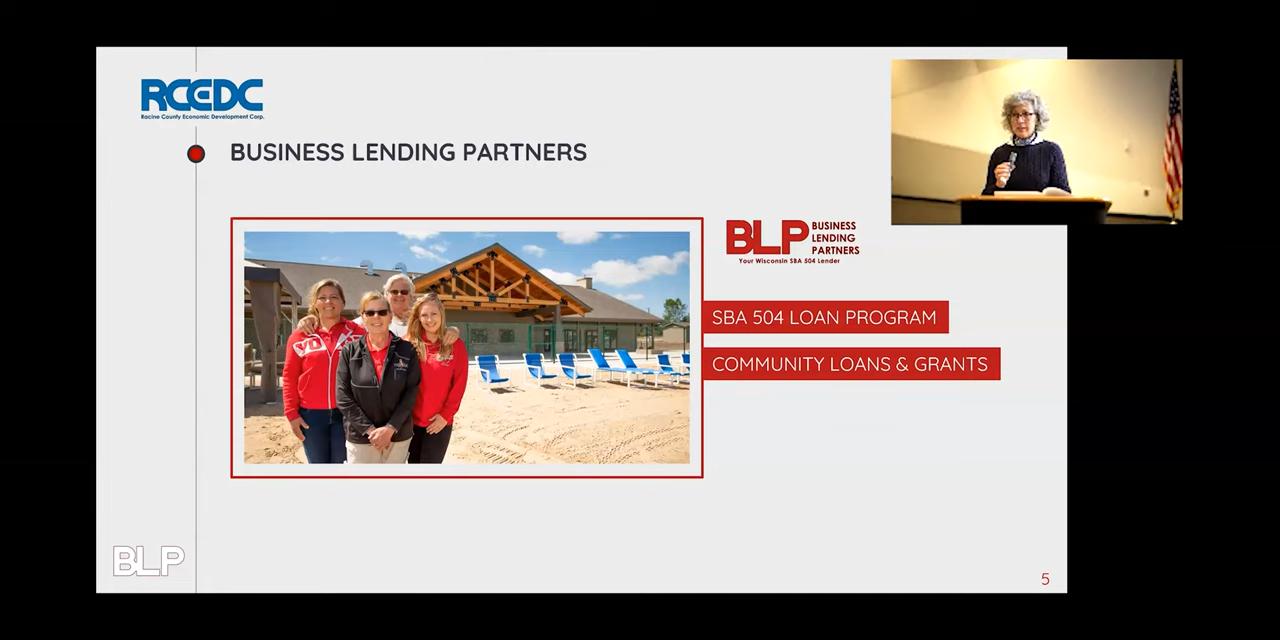 RCEDC
Racine County Economic Development Corp.
BUSINESS LENDING PARTNERS
BLP
BUSINESS
LENDING
PARTNERS
Your Wisconsin SBA 504 Lender
SBA 504 LOAN PROGRAM
COMMUNITY LOANS & GRANTS
BLP
5